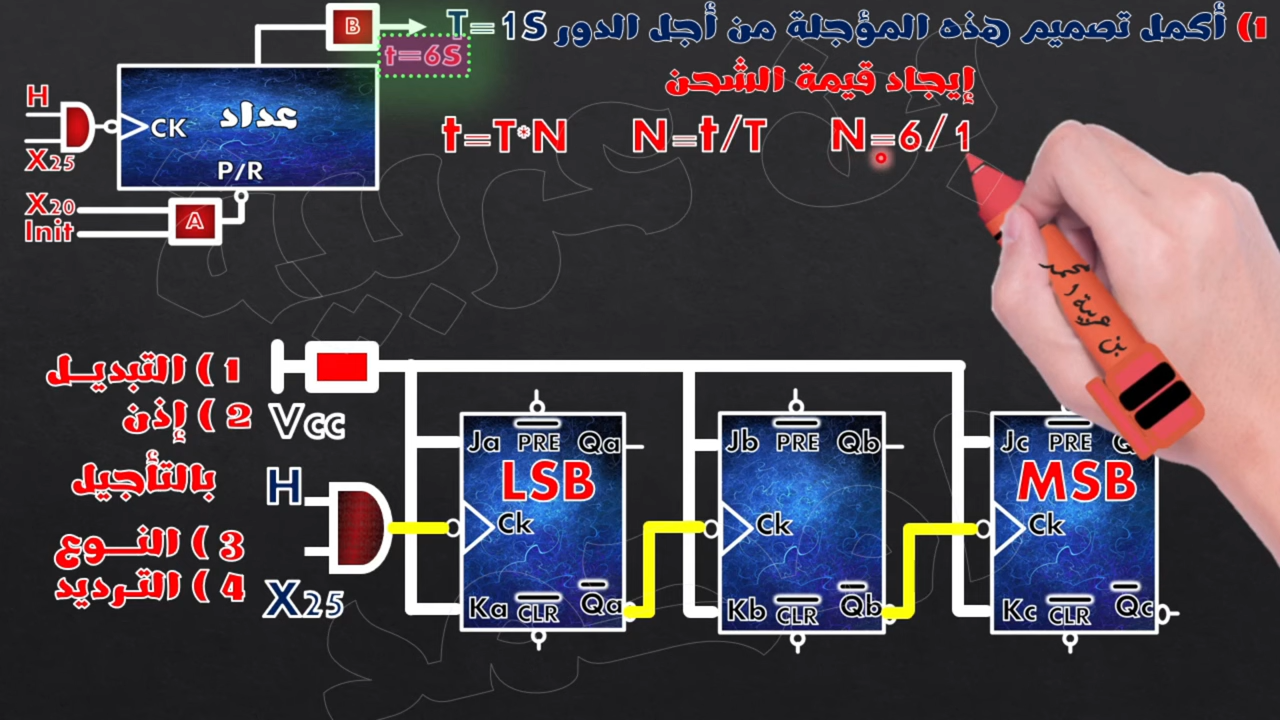 1) أكمل تصميم هذه المؤجلة من أجل الدور T=1S
إيجاد قيمة الشحن
t=T*N N=t/T N=6/1
B
t=6S
H
X25
CK
عداد
P/R
X20
Init
A
1 ) التبديل
2 ) إذن
بالتأجيل
3 ) النوع
4 ) الترديد
Vcc
H
X25
Ja PRE Qa
LSB
Ck
Ka CLR Qa
Jb PRE Qb
Ck
Kb CLR Qb
Jc PRE Q
MSB
Ck
Kc CLR Qc